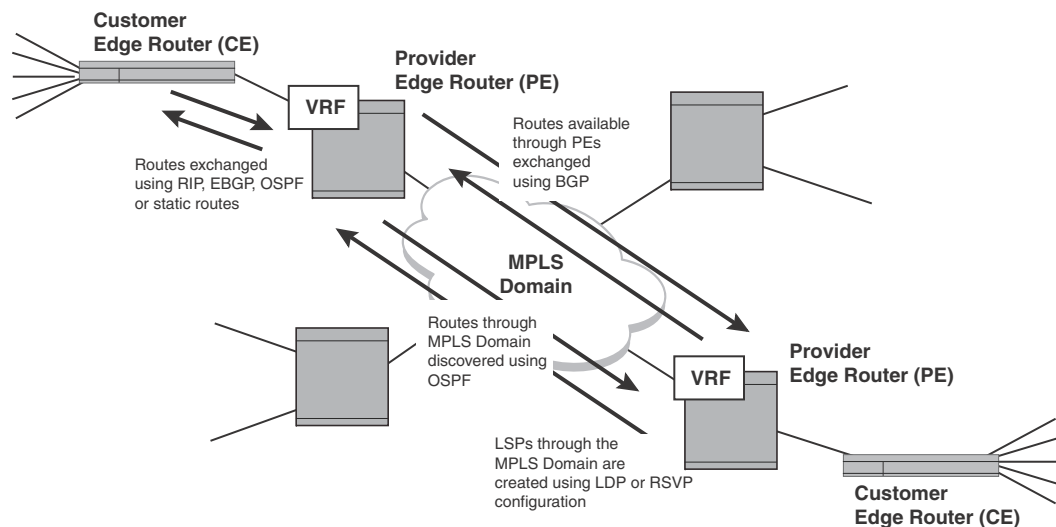 Customer
Edge Router (CE)
Provider
Edge Router (PE)
VRF
Routes exchanged
using RIP, EBGP, OSPF
or static routes
Routes available
through PEs
exchanged
using BGP
MPLS
Domain
Routes through
MPLS Domain
discovered using
OSPF
Provider
Edge Router (PE)
VRF
LSPs through the
MPLS Domain are
created using LDP or RSVP
configuration
Customer
Edge Router (CE)